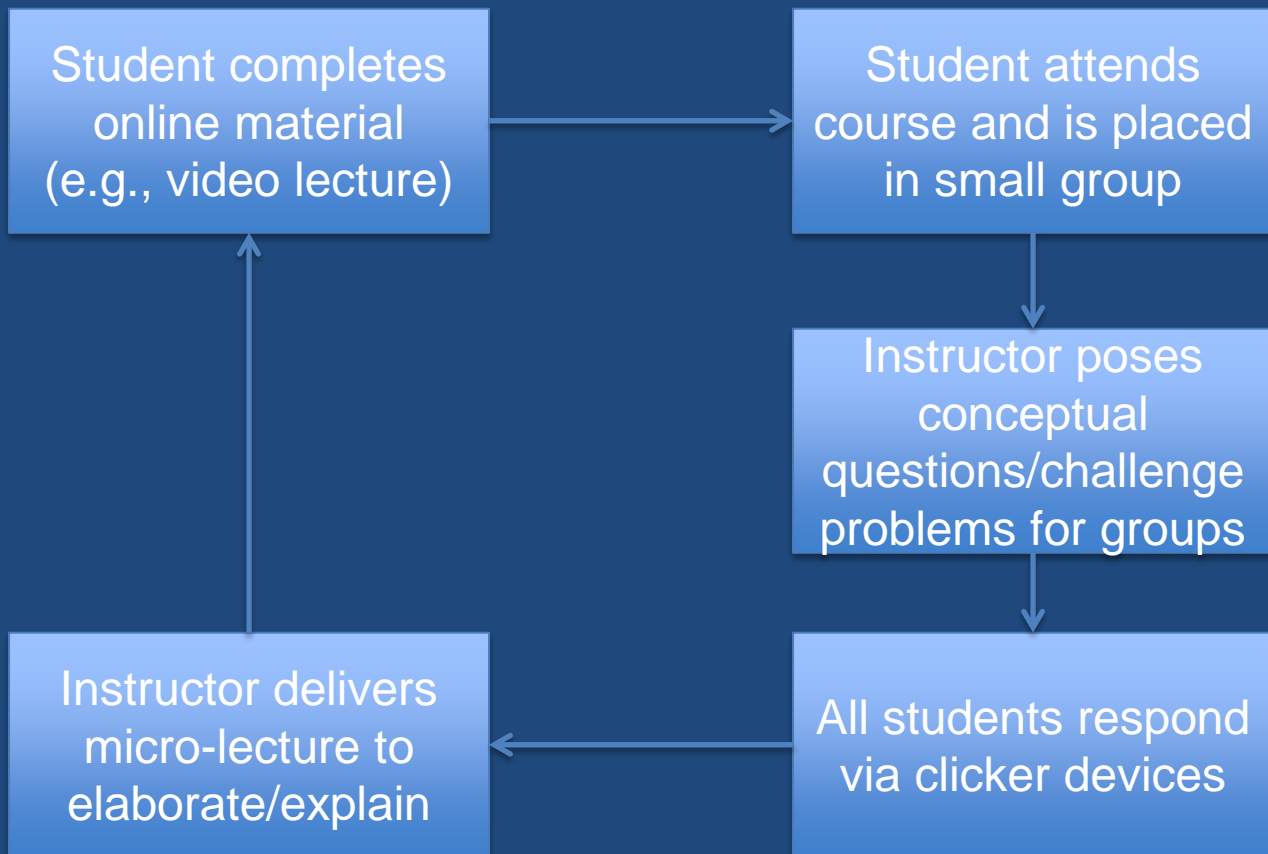 Student completes
online material
(e.g., video lecture)
Student attends
course and is placed
in small group
Instructor poses
conceptual
questions/challenge
problems for groups
All students respond
via clicker devices
Instructor delivers
micro-lecture to
elaborate/explain